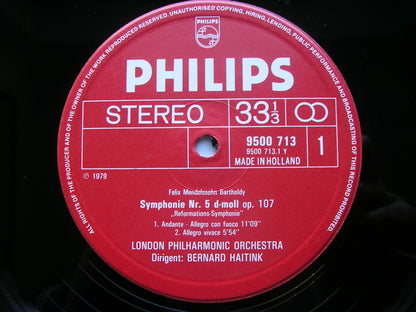 ALL RIGHTS OF THE PRODUCER AND OF THE OWNER OF THE WORK REPRODUCED RESERVED. UNAUTHORISED COPYING, HIRING, LENDING, PUBLIC PERFORMANCE AND BROADCASTING OF THIS RECORD PROHIBITED
PHILIPS
PHILIPS
STEREO 33 1/3
9500 713
9500 713.1 Y
MADE IN HOLLAND
1
℗ 1979
Felix Mendelssohn Bartholdy
Symphonie Nr. 5 d-moll op. 107
„Reformations-Symphonie"
1. Andante - Allegro con fuoco 11'09"
2. Allegro vivace 5'54"
LONDON PHILHARMONIC ORCHESTRA
Dirigent: BERNARD HAITINK